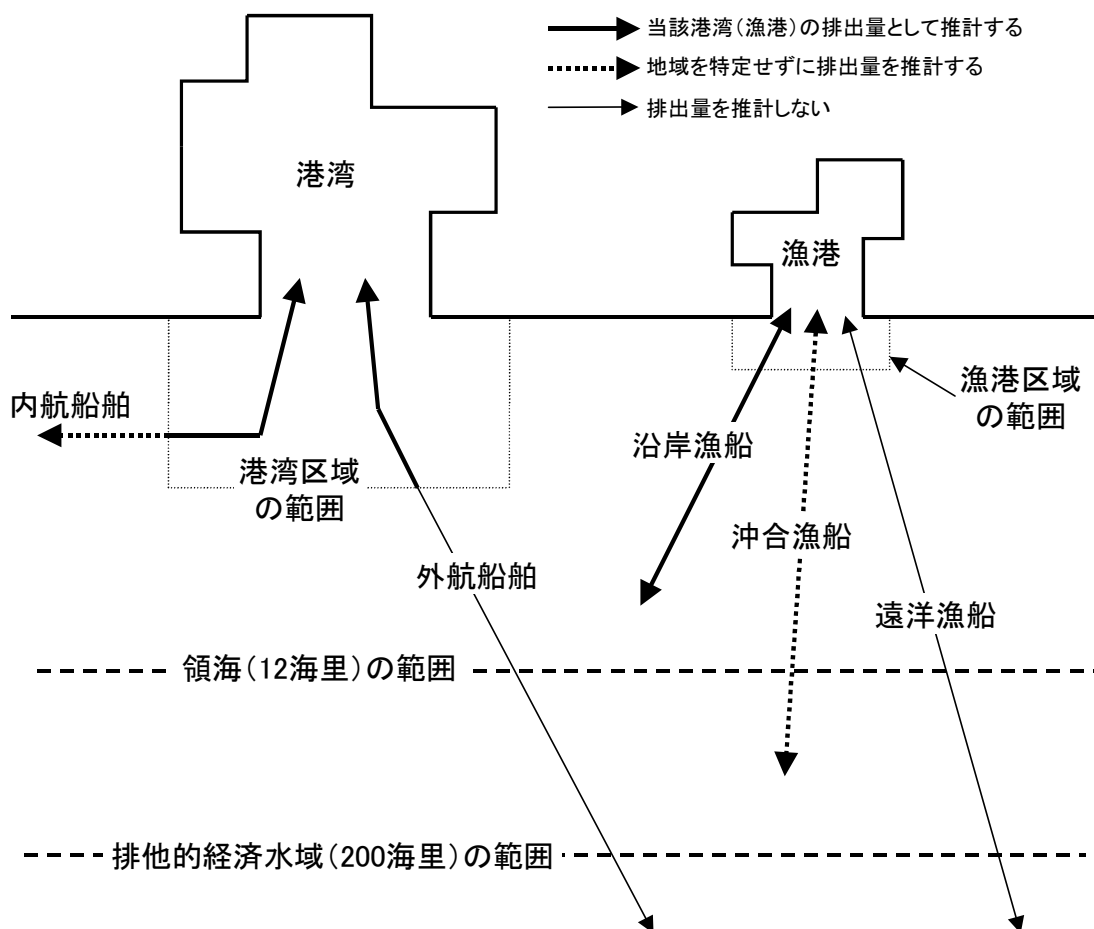 当該港湾(漁港)の排出量として推計する
地域を特定せずに排出量を推計する
排出量を推計しない
港湾
漁港
内航船舶
港湾区域
の範囲
漁港区域
の範囲
沿岸漁船
沖合漁船
外航船舶
遠洋漁船
領海(12海里)の範囲
排他的経済水域(200海里)の範囲